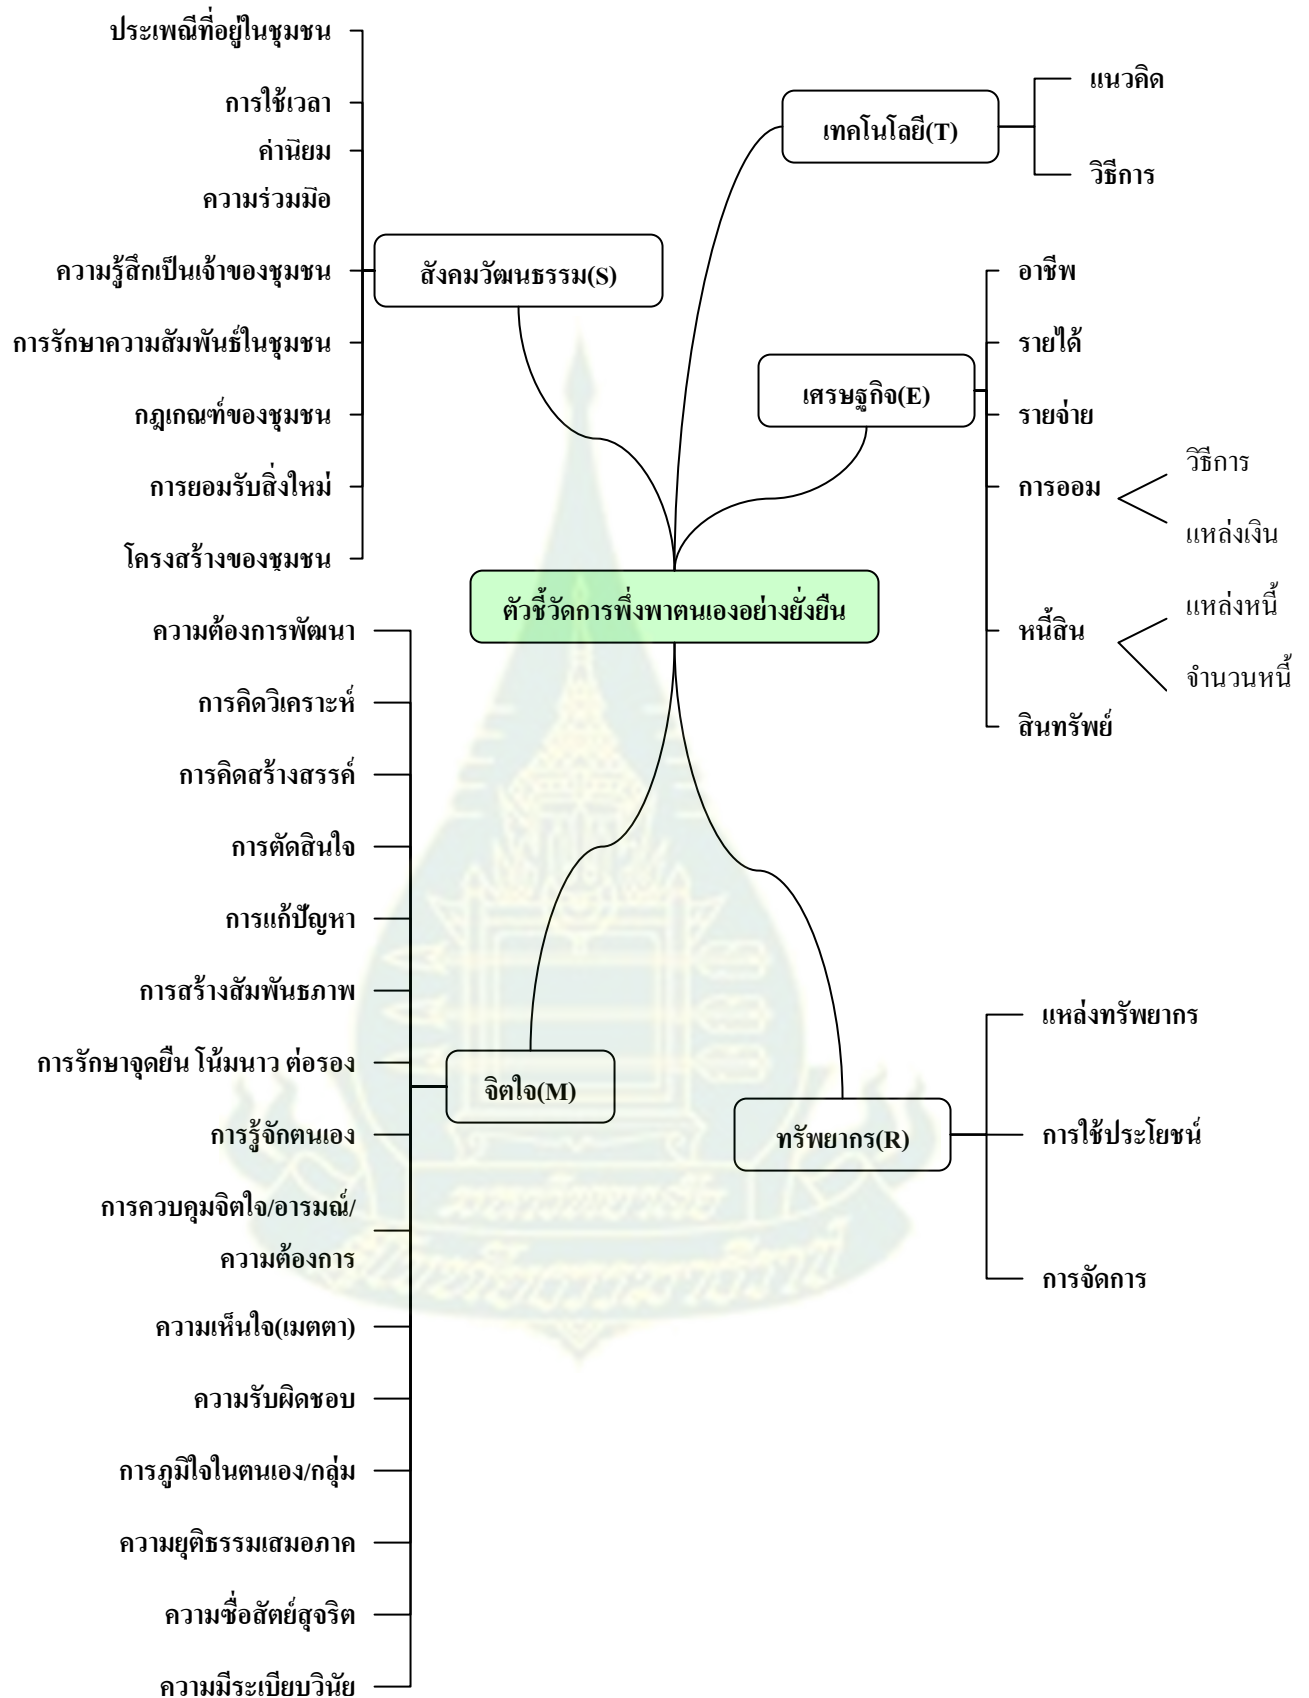 ประเพณีที่อยู่ในชุมชน
การใช้เวลา
ค่านิยม
ความร่วมมือ
ความรู้สึกเป็นเจ้าของชุมชน
การรักษาความสัมพันธ์ในชุมชน
กฎเกณฑ์ของชุมชน
การยอมรับสิ่งใหม่
โครงสร้างของชุมชน
สังคมวัฒนธรรม(S)
เทคโนโลยี(T)
แนวคิด
วิธีการ
เศรษฐกิจ(E)
อาชีพ
รายได้
รายจ่าย
การออม
วิธีการ
แหล่งเงิน
หนี้สิน
แหล่งหนี้
จำนวนหนี้
สินทรัพย์
ตัวชี้วัดการพึ่งพาตนเองอย่างยั่งยืน
ความต้องการพัฒนา
การคิดวิเคราะห์
การคิดสร้างสรรค์
การตัดสินใจ
การแก้ปัญหา
การสร้างสัมพันธภาพ
การรักษาจุดยืน โน้มนาว ต่อรอง
การรู้จักตนเอง
การควบคุมจิตใจ/อารมณ์/
ความต้องการ
ความเห็นใจ(เมตตา)
ความรับผิดชอบ
การภูมิใจในตนเอง/กลุ่ม
ความยุติธรรมเสมอภาค
ความซื่อสัตย์สุจริต
ความมีระเบียบวินัย
จิตใจ(M)
ทรัพยากร(R)
แหล่งทรัพยากร
การใช้ประโยชน์
การจัดการ
มหาวิทยาลัย
สุโขทัยธรรมาธิราช